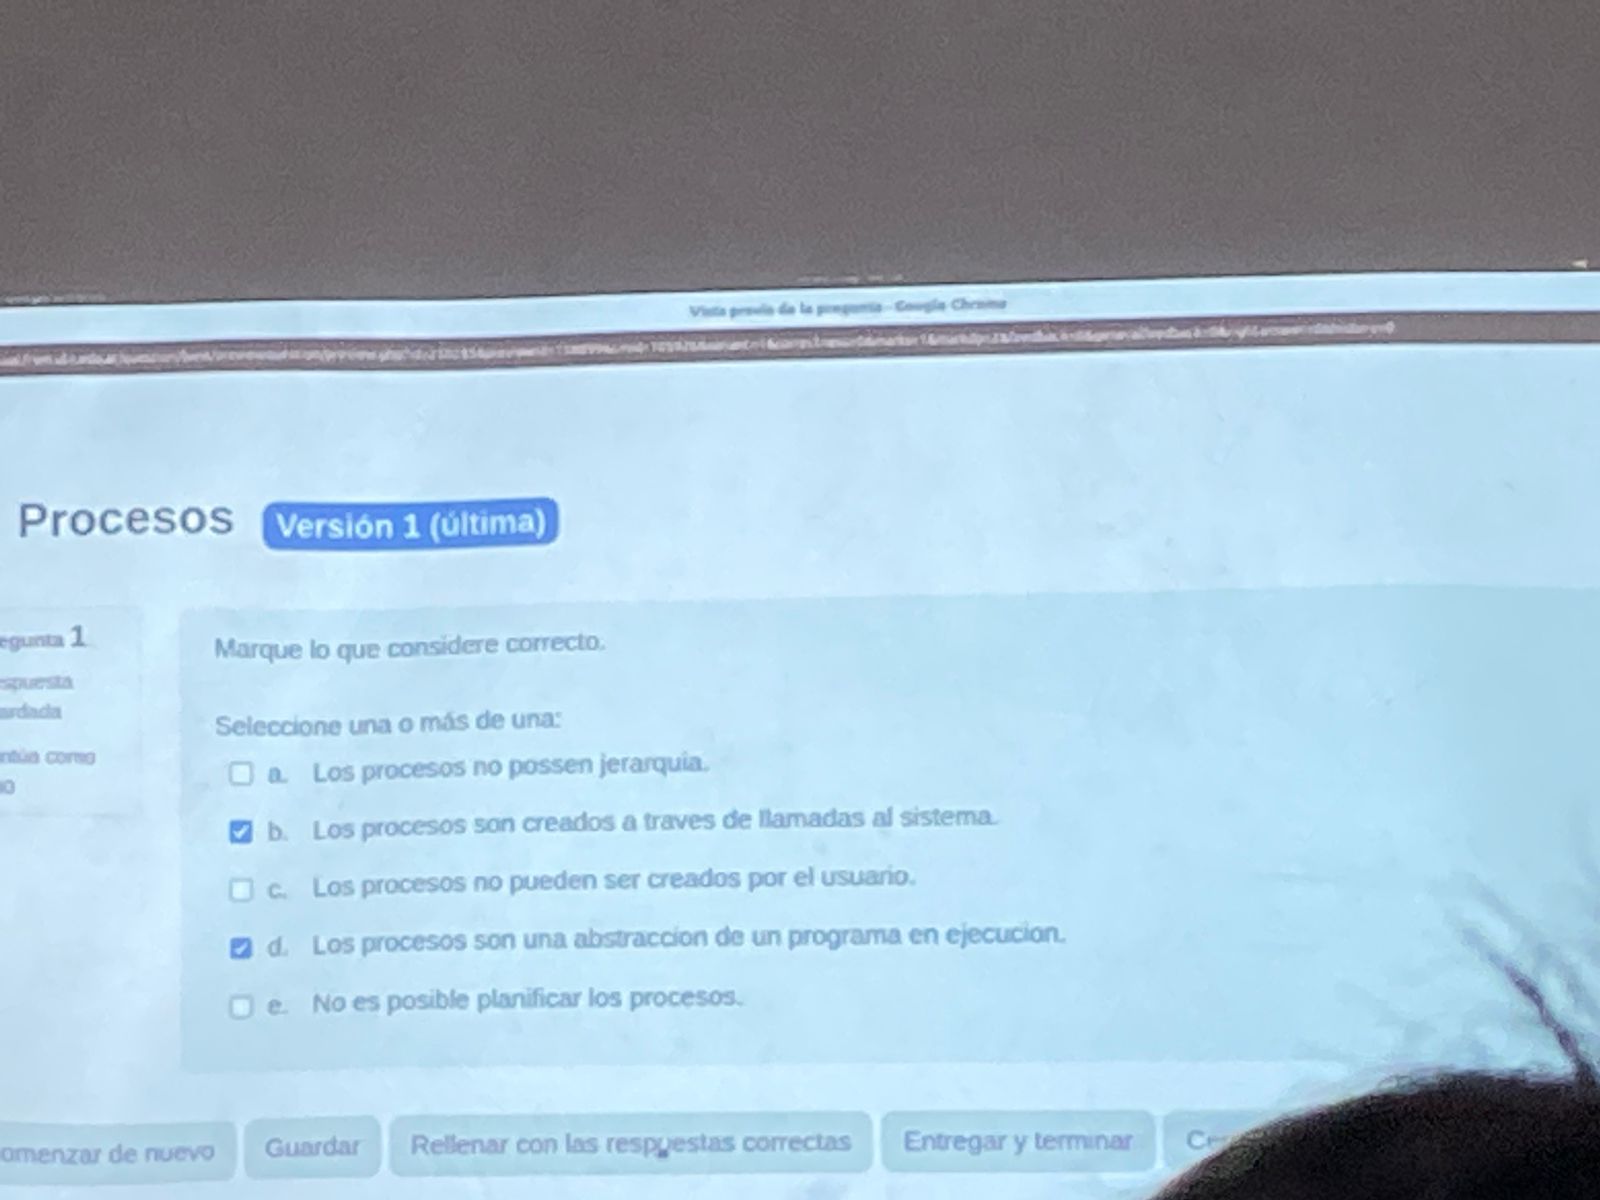 Vista previa de la pregunta - Google Chrome
Procesos Versión 1 (última)
egunta 1
spuesta
ardada
ntúa como
Marque lo que considere correcto.
Seleccione una o más de una:
a. Los procesos no possen jerarquia.
b. Los procesos son creados a traves de llamadas al sistema.
c. Los procesos no pueden ser creados por el usuario.
d. Los procesos son una abstraccion de un programa en ejecucion.
e. No es posible planificar los procesos.
omenzar de nuevo Guardar Rellenar con las respuestas correctas Entregar y terminar